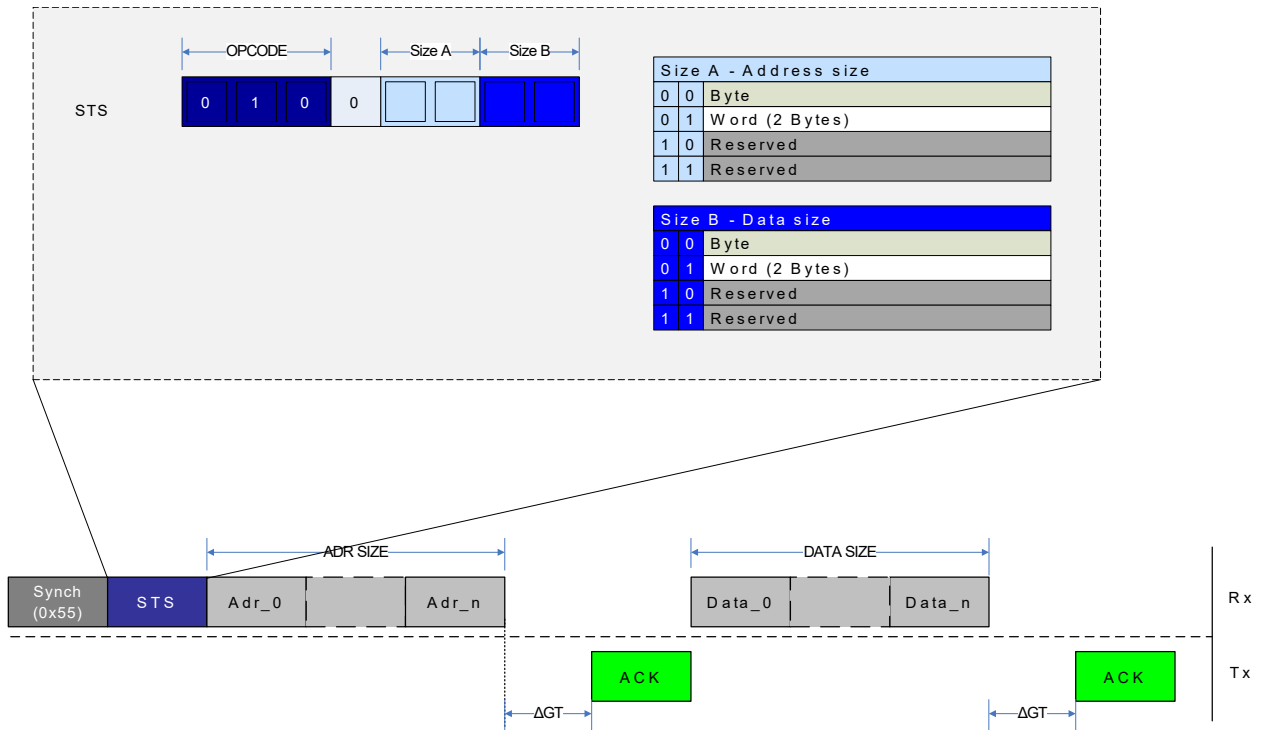 OPCODE Size A Size B
STS 0 1 0 0
Size A - Address size
0 0 Byte
0 1 Word (2 Bytes)
1 0 Reserved
1 1 Reserved
Size B - Data size
0 0 Byte
0 1 Word (2 Bytes)
1 0 Reserved
1 1 Reserved
ADR SIZE DATA SIZE
Synch
(0x55)
STS Adr_0 Adr_n Data_0 Data_n Rx
ACK ACK Tx
ΔGT ΔGT